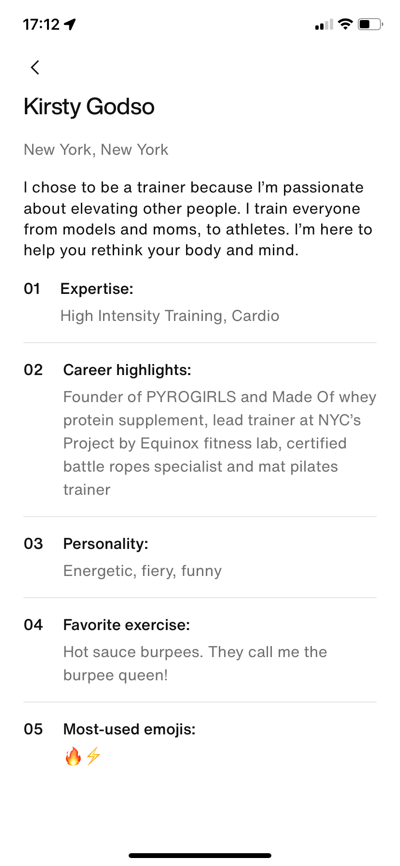 17:12
Kirsty Godso
New York, New York
I chose to be a trainer because I'm passionate
about elevating other people. I train everyone
from models and moms, to athletes. I'm here to
help you rethink your body and mind.
01 Expertise:
High Intensity Training, Cardio
02 Career highlights:
Founder of PYROGIRLS and Made Of whey
protein supplement, lead trainer at NYC's
Project by Equinox fitness lab, certified
battle ropes specialist and mat pilates
trainer
03 Personality:
Energetic, fiery, funny
04 Favorite exercise:
Hot sauce burpees. They call me the
burpee queen!
05 Most-used emojis:
🔥⚡